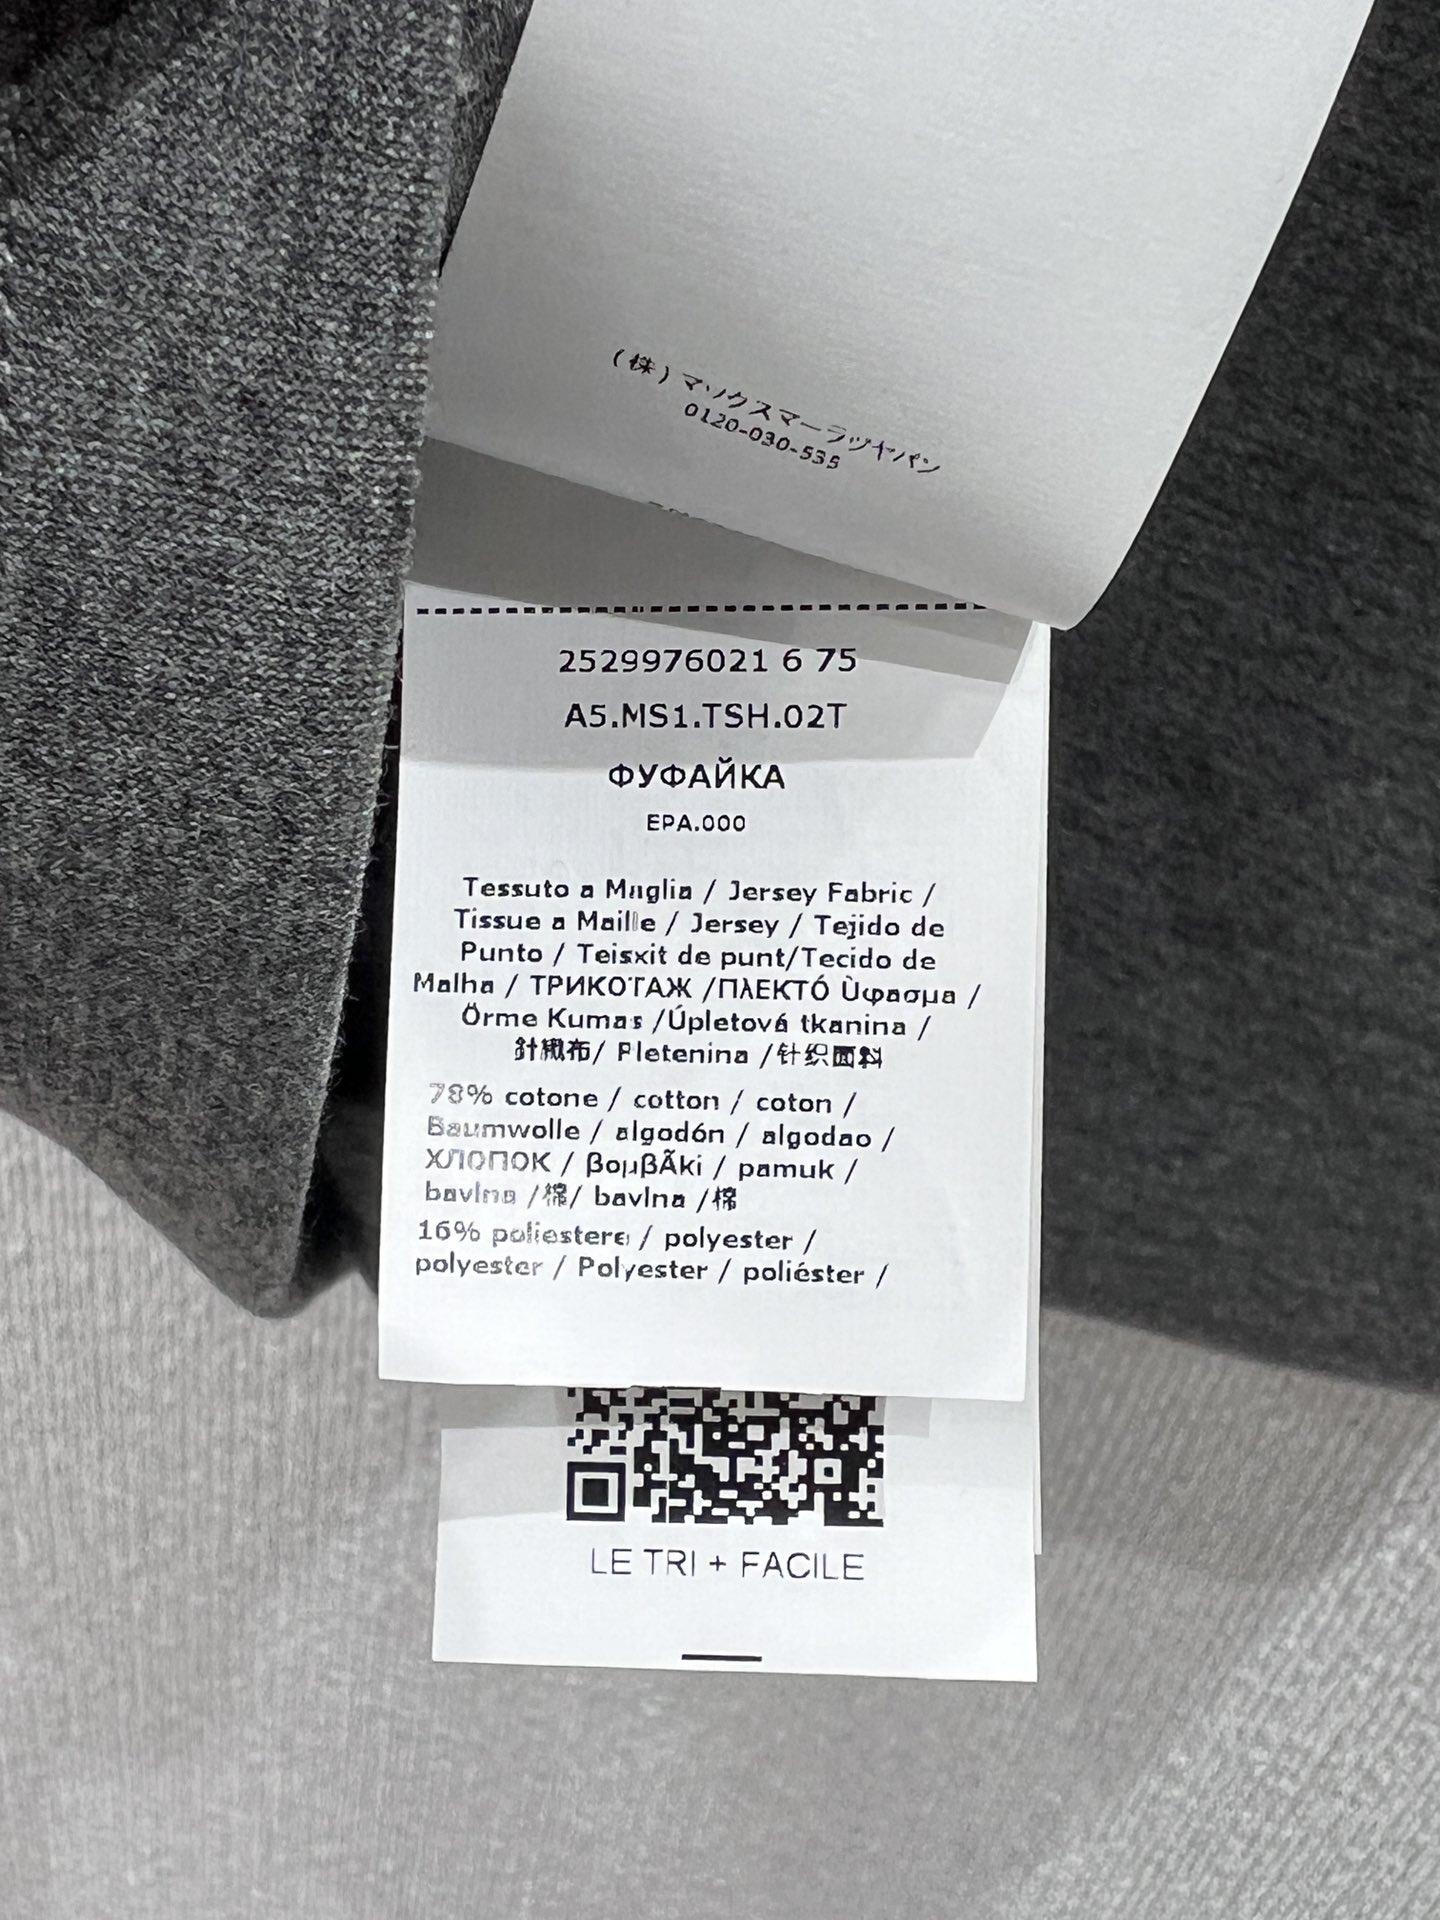 (株)マックスマーラジャパン
0120-030-535
2529976021 6 75
A5.MS1.TSH.02T
ФУФАЙКА
EPA.000
Tessuto a Maglia / Jersey Fabric /
Tissue a Maille / Jersey / Tejido de
Punto / Teisxit de punt/Tecido de
Malha / ТРИКОТАЖ /ΠλΕΚΤÓ Ùφασμα /
Örme Kumas /Úpletová tkanina /
針織布/ Pletenina /针织面料
78% cotone / cotton / coton /
Baumwolle / algodón / algodao /
ХЛОПОК / βομβÃki / pamuk /
bavlna /棉/ bavlna /棉
16% poliestere / polyester /
polyester / Polyester / poliéster /
LE TRI + FACILE